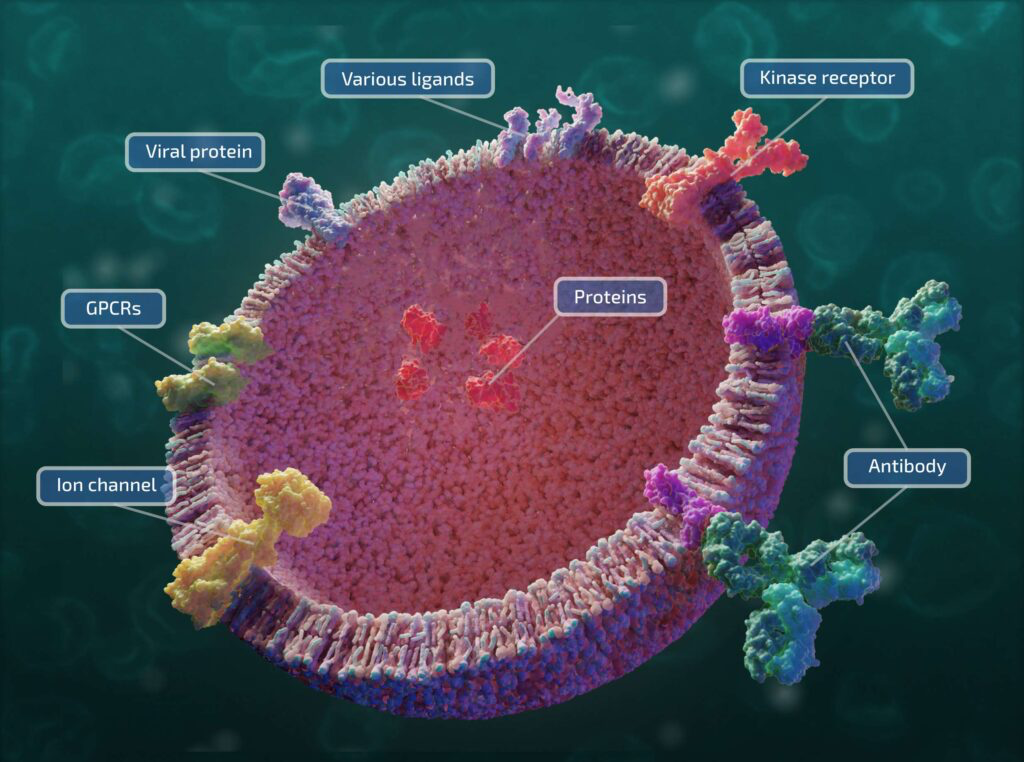 Various ligands
Kinase receptor
Viral protein
Proteins
GPCRs
Antibody
Ion channel